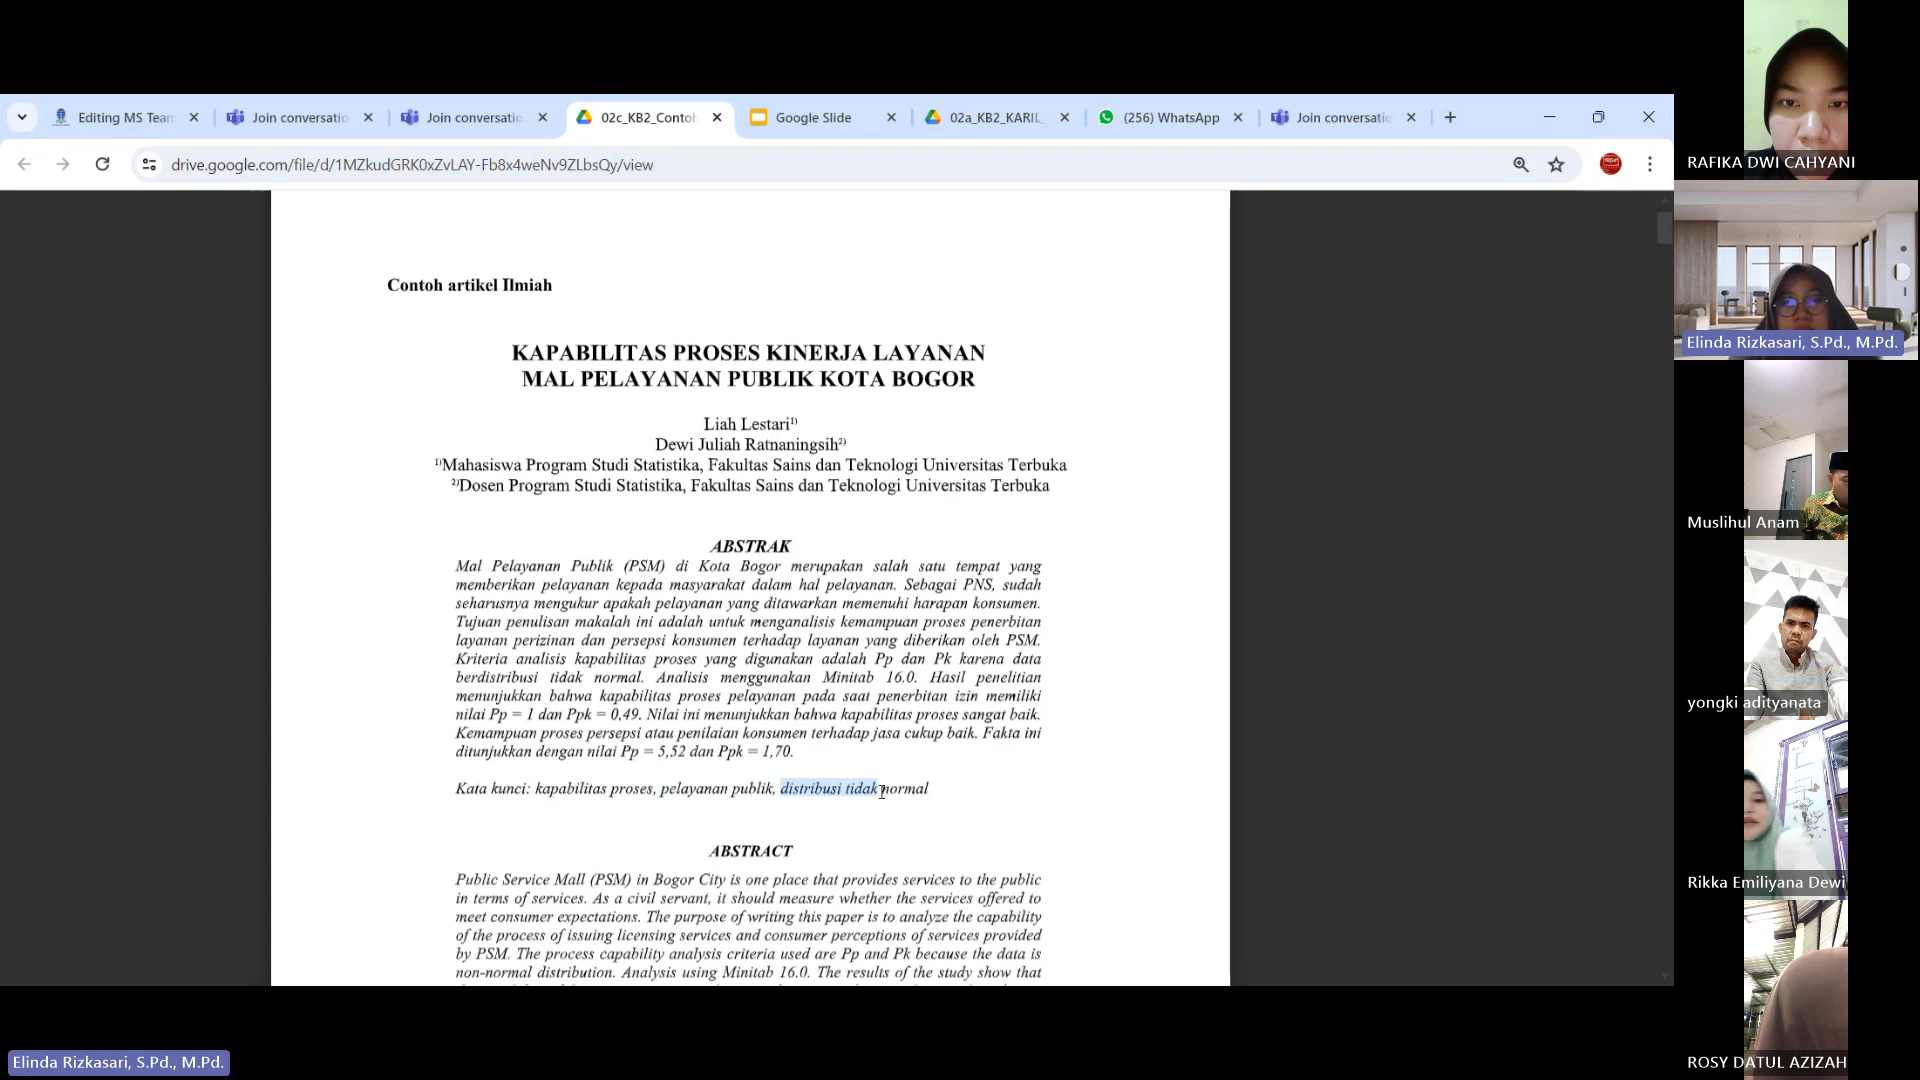 Editing MS Team
Join conversatio
Join conversatio
02c_KB2_Contoh
Google Slide
02a_KB2_KARIL_
(256) WhatsApp
Join conversatio
drive.google.com/file/d/1MZkudGRK0xZvLAY-Fb8x4weNv9ZLbsQy/view
Contoh artikel Ilmiah
KAPABILITAS PROSES KINERJA LAYANAN
MAL PELAYANAN PUBLIK KOTA BOGOR
Liah Lestari¹⁾
Dewi Juliah Ratnaningsih²⁾
¹⁾Mahasiswa Program Studi Statistika, Fakultas Sains dan Teknologi Universitas Terbuka
²⁾Dosen Program Studi Statistika, Fakultas Sains dan Teknologi Universitas Terbuka
ABSTRAK
Mal Pelayanan Publik (PSM) di Kota Bogor merupakan salah satu tempat yang
memberikan pelayanan kepada masyarakat dalam hal pelayanan. Sebagai PNS, sudah
seharusnya mengukur apakah pelayanan yang ditawarkan memenuhi harapan konsumen.
Tujuan penulisan makalah ini adalah untuk menganalisis kemampuan proses penerbitan
layanan perizinan dan persepsi konsumen terhadap layanan yang diberikan oleh PSM.
Kriteria analisis kapabilitas proses yang digunakan adalah Pp dan Pk karena data
berdistribusi tidak normal. Analisis menggunakan Minitab 16.0. Hasil penelitian
menunjukkan bahwa kapabilitas proses pelayanan pada saat penerbitan izin memiliki
nilai Pp = 1 dan Ppk = 0,49. Nilai ini menunjukkan bahwa kapabilitas proses sangat baik.
Kemampuan proses persepsi atau penilaian konsumen terhadap jasa cukup baik. Fakta ini
ditunjukkan dengan nilai Pp = 5,52 dan Ppk = 1,70.
Kata kunci: kapabilitas proses, pelayanan publik, distribusi tidak normal
ABSTRACT
Public Service Mall (PSM) in Bogor City is one place that provides services to the public
in terms of services. As a civil servant, it should measure whether the services offered to
meet consumer expectations. The purpose of writing this paper is to analyze the capability
of the process of issuing licensing services and consumer perceptions of services provided
by PSM. The process capability analysis criteria used are Pp and Pk because the data is
non-normal distribution. Analysis using Minitab 16.0. The results of the study show that
RAFIKA DWI CAHYANI
Elinda Rizkasari, S.Pd., M.Pd.
Muslihul Anam
yongki adityanata
Rikka Emiliyana Dewi
ROSY DATUL AZIZAH
Elinda Rizkasari, S.Pd., M.Pd.